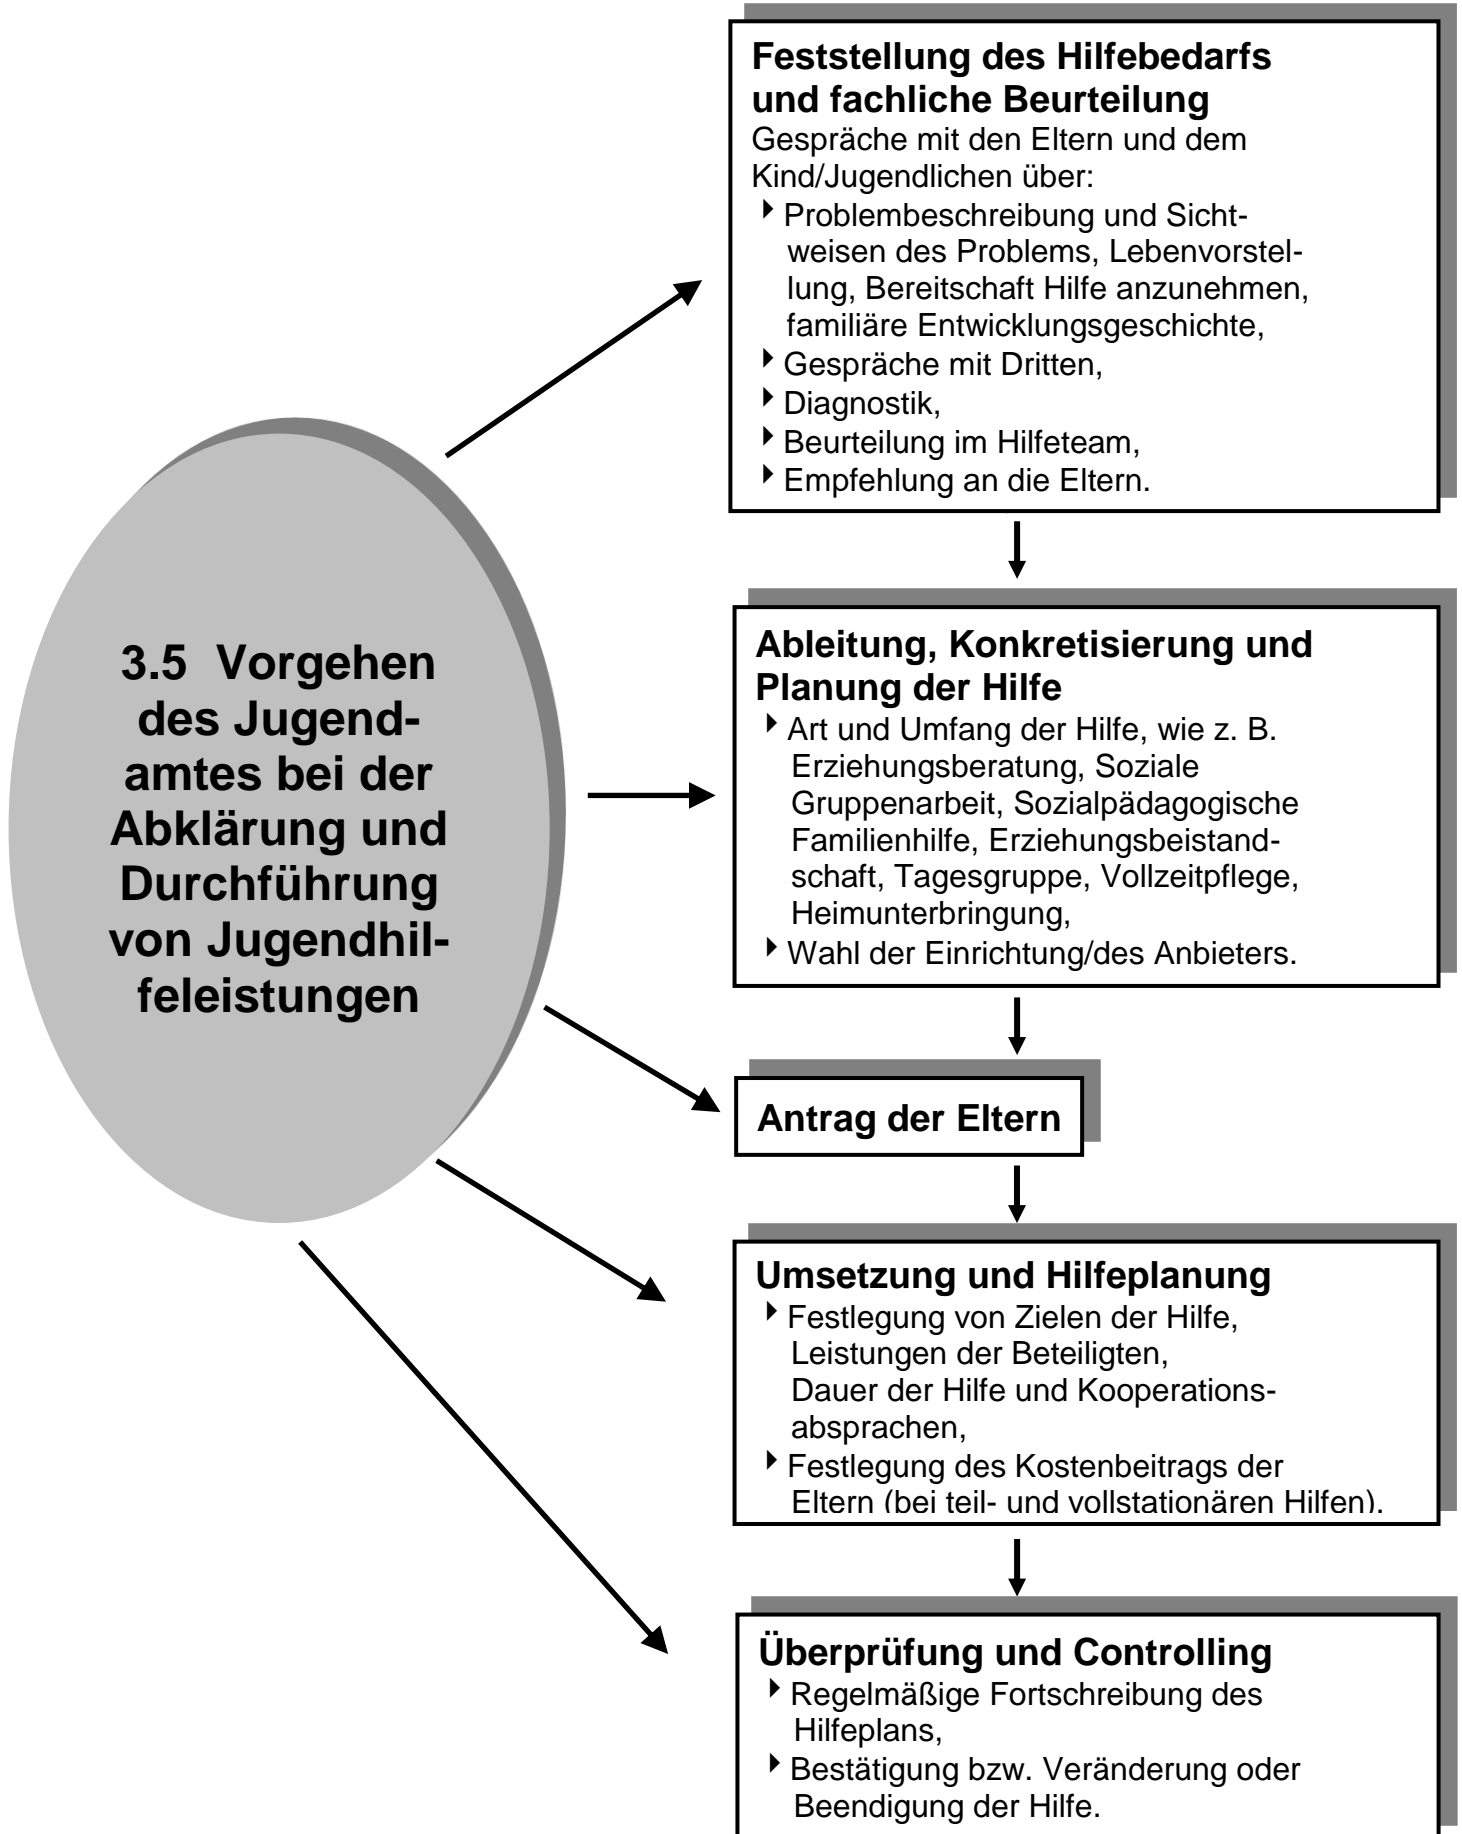 3.5 Vorgehen
des Jugend-
amtes bei der
Abklärung und
Durchführung
von Jugendhil-
feleistungen
Feststellung des Hilfebedarfs
und fachliche Beurteilung
Gespräche mit den Eltern und dem
Kind/Jugendlichen über:
Problembeschreibung und Sicht-
weisen des Problems, Lebenvorstel-
lung, Bereitschaft Hilfe anzunehmen,
familiäre Entwicklungsgeschichte,
Gespräche mit Dritten,
Diagnostik,
Beurteilung im Hilfeteam,
Empfehlung an die Eltern.
Ableitung, Konkretisierung und
Planung der Hilfe
Art und Umfang der Hilfe, wie z. B.
Erziehungsberatung, Soziale
Gruppenarbeit, Sozialpädagogische
Familienhilfe, Erziehungsbeistand-
schaft, Tagesgruppe, Vollzeitpflege,
Heimunterbringung,
Wahl der Einrichtung/des Anbieters.
Antrag der Eltern
Umsetzung und Hilfeplanung
Festlegung von Zielen der Hilfe,
Leistungen der Beteiligten,
Dauer der Hilfe und Kooperations-
absprachen,
Festlegung des Kostenbeitrags der
Eltern (bei teil- und vollstationären Hilfen).
Überprüfung und Controlling
Regelmäßige Fortschreibung des
Hilfeplans,
Bestätigung bzw. Veränderung oder
Beendigung der Hilfe.